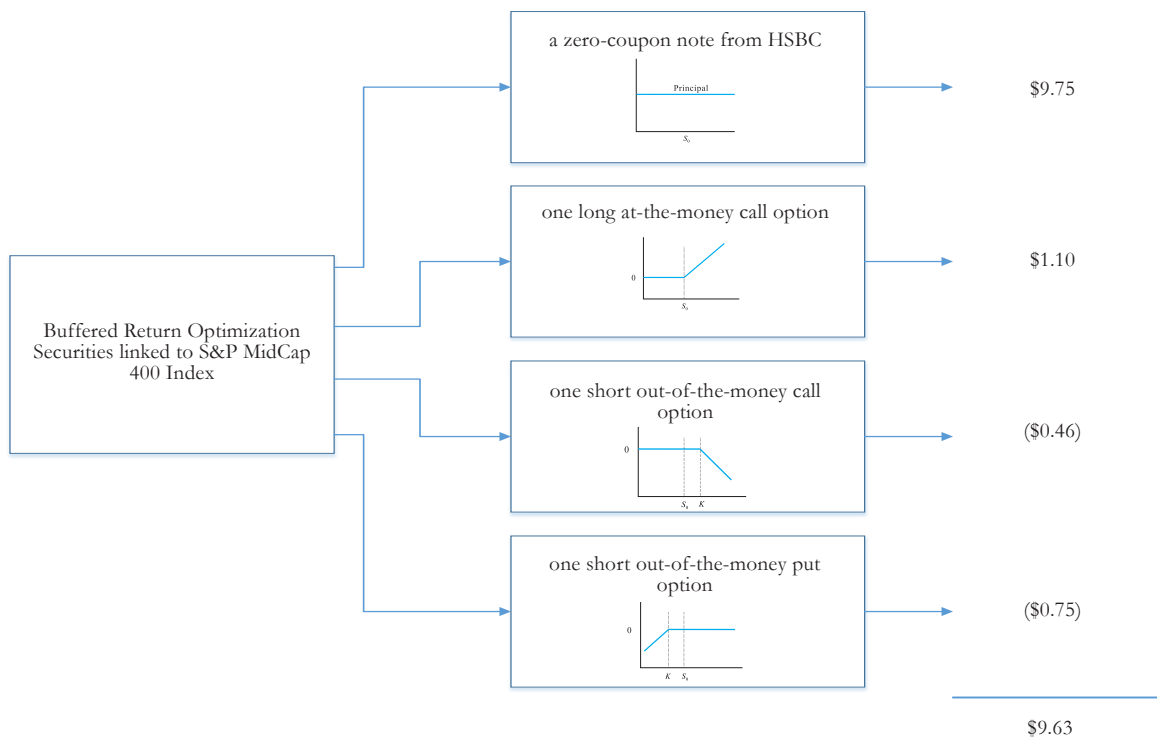 a zero-coupon note from HSBC
Principal
S₀
$9.75
one long at-the-money call option
0
S₀
$1.10
Buffered Return Optimization
Securities linked to S&P MidCap
400 Index
one short out-of-the-money call
option
0
S₀ K
($0.46)
one short out-of-the-money put
option
0
K S₀
($0.75)
$9.63